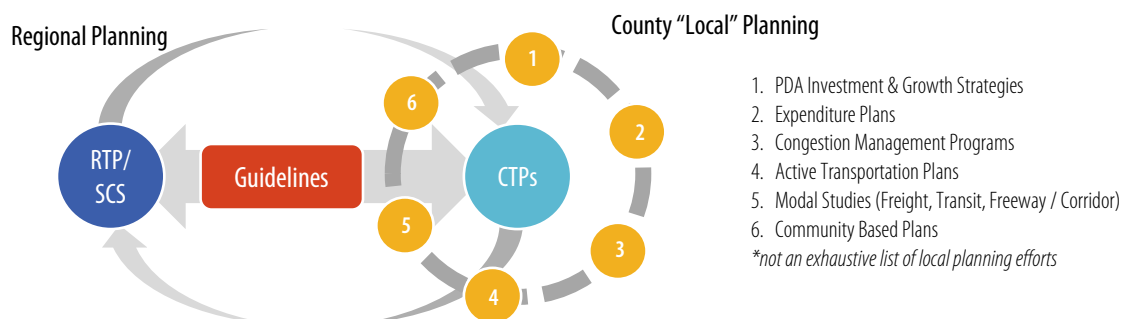 Regional Planning
County “Local” Planning
RTP/
SCS
Guidelines
CTPs
1
2
3
4
5
6
1. PDA Investment & Growth Strategies
2. Expenditure Plans
3. Congestion Management Programs
4. Active Transportation Plans
5. Modal Studies (Freight, Transit, Freeway / Corridor)
6. Community Based Plans
*not an exhaustive list of local planning efforts